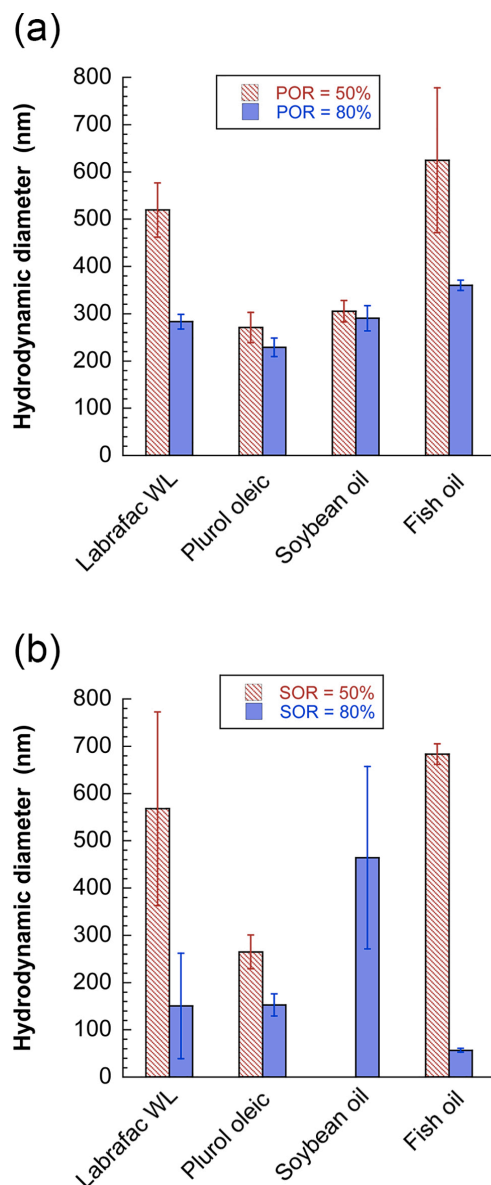 (a)
POR = 50%
POR = 80%
Hydrodynamic diameter (nm)
800
700
600
500
400
300
200
100
0
Labrafac WL
Plurol oleic
Soybean oil
Fish oil
(b)
SOR = 50%
SOR = 80%
Hydrodynamic diameter (nm)
800
700
600
500
400
300
200
100
0
Labrafac WL
Plurol oleic
Soybean oil
Fish oil